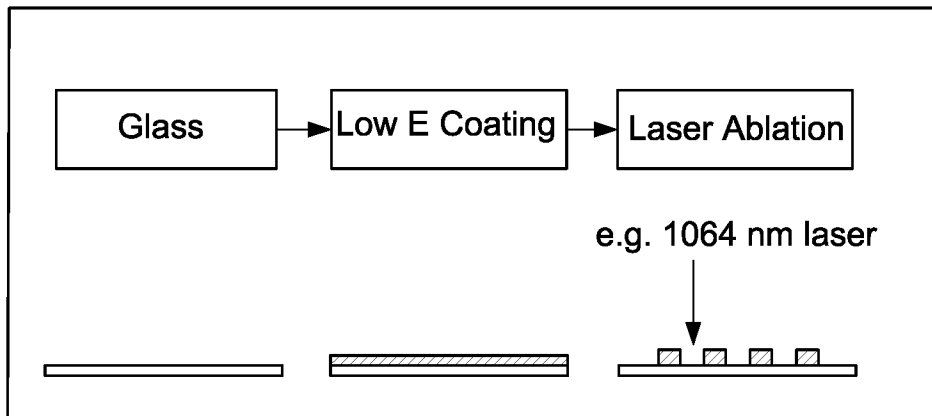 Glass
Low E Coating
Laser Ablation
e.g. 1064 nm laser